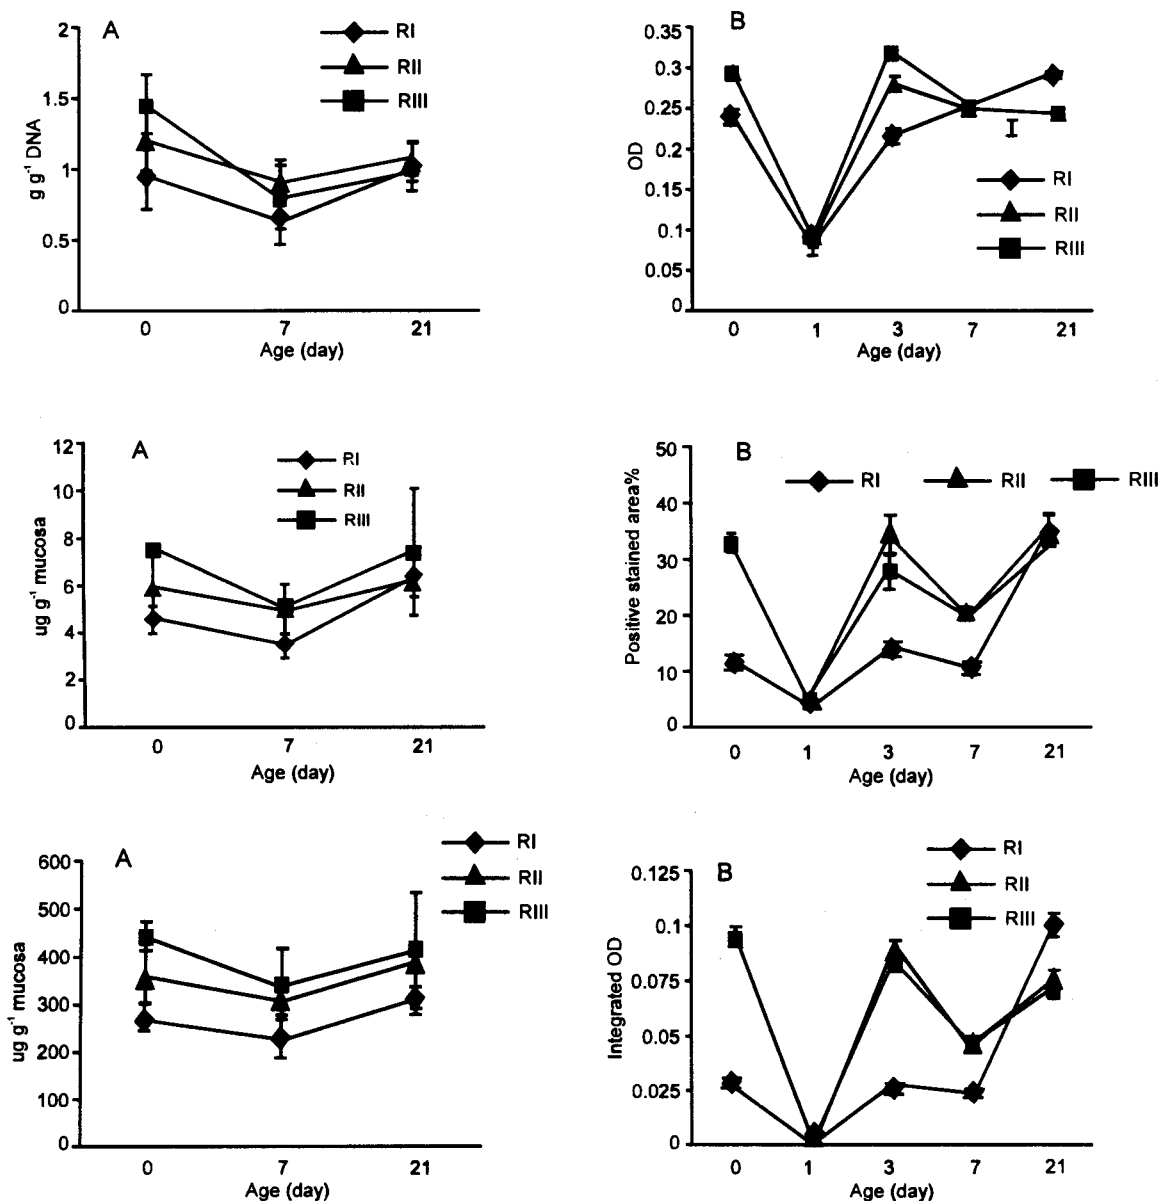 A
RI
RII
RIII
2
1.5
1
0.5
0
g g⁻¹ DNA
0 7 21
Age (day)
B
0.35
0.3
0.25
0.2
0.15
0.1
0.05
0
OD
RI
RII
RIII
0 1 3 7 21
Age (day)
A
RI
RII
RIII
12
10
8
6
4
2
0
ug g⁻¹ mucosa
0 7 21
Age (day)
B
RI RII RIII
50
40
30
20
10
0
Positive stained area%
0 1 3 7 21
Age (day)
A
RI
RII
RIII
600
500
400
300
200
100
0
ug g⁻¹ mucosa
0 7 21
Age (day)
B
RI
RII
RIII
0.125
0.1
0.075
0.05
0.025
0
Integrated OD
0 1 3 7 21
Age (day)